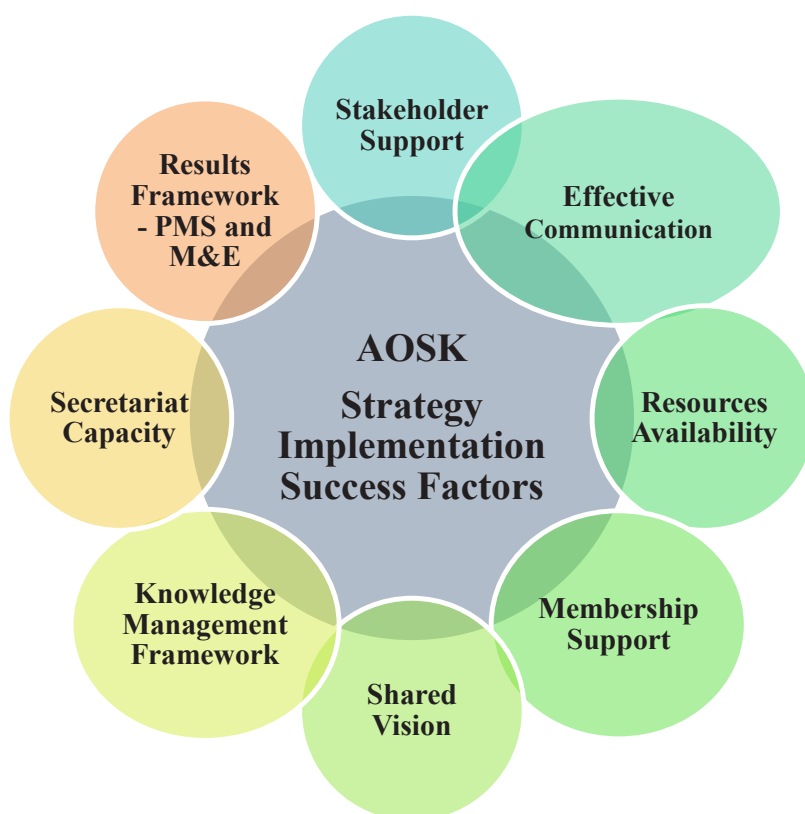 Stakeholder
Support
Effective
Communication
Resources
Availability
Membership
Support
Shared
Vision
Knowledge
Management
Framework
Secretariat
Capacity
Results
Framework
- PMS and
M&E
AOSK
Strategy
Implementation
Success Factors